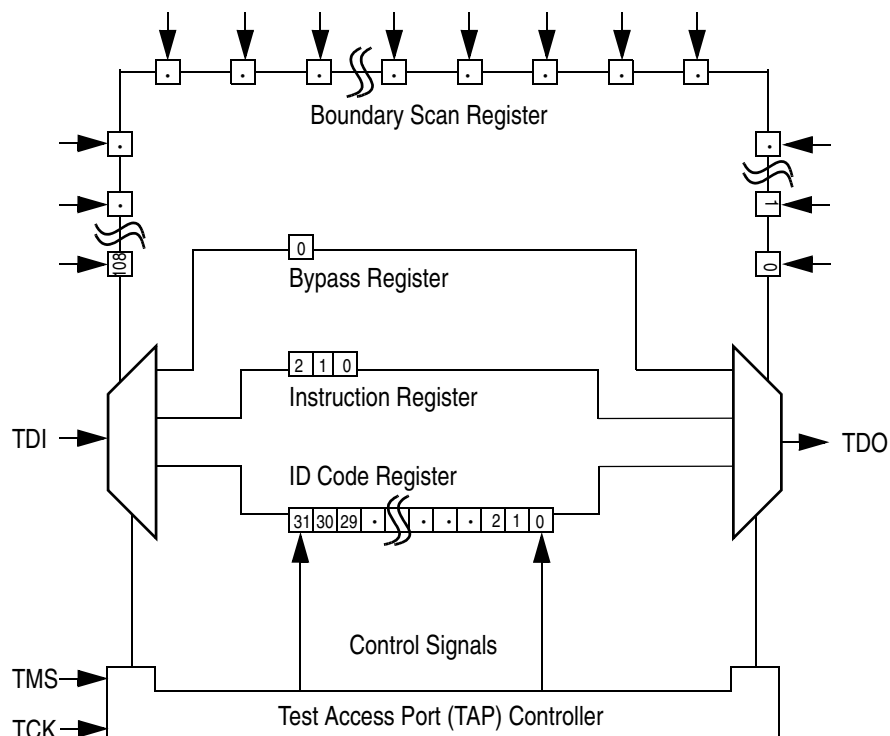 . . . . . . . .
Boundary Scan Register
. .
. 1
108 0
0
Bypass Register
2 1 0
Instruction Register
TDI TDO
ID Code Register
31 30 29 . . . . . 2 1 0
Control Signals
TMS
Test Access Port (TAP) Controller
TCK